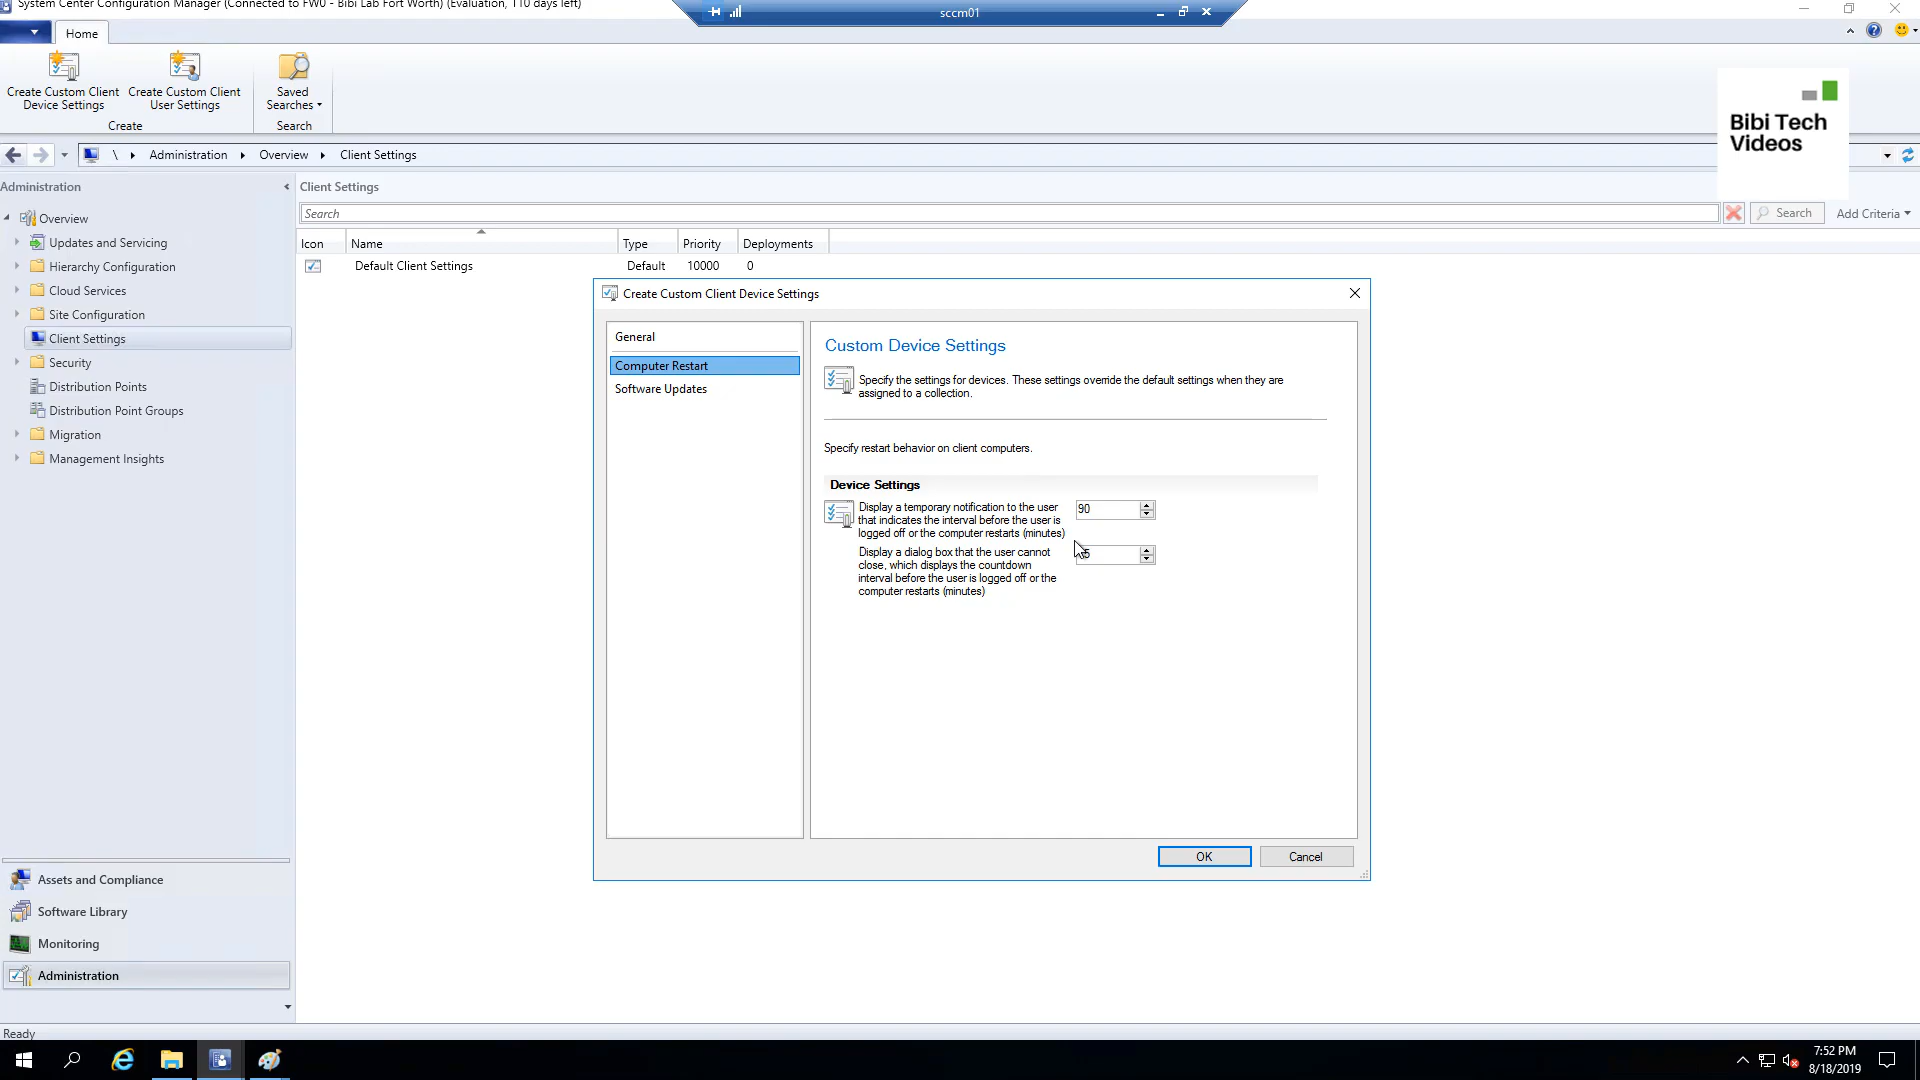 System Center Configuration Manager (Connected to FW0 - Bibi Lab Fort Worth) (Evaluation, 110 days left)
sccm01
Home
Create Custom Client
Device Settings
Create Custom Client
User Settings
Saved
Searches
Create
Search
\ Administration Overview Client Settings
Bibi Tech
Videos
Administration
Overview
Updates and Servicing
Hierarchy Configuration
Cloud Services
Site Configuration
Client Settings
Security
Distribution Points
Distribution Point Groups
Migration
Management Insights
Client Settings
Search
Search
Add Criteria
Icon Name Type Priority Deployments
Default Client Settings Default 10000 0
Create Custom Client Device Settings
General
Computer Restart
Software Updates
Custom Device Settings
Specify the settings for devices. These settings override the default settings when they are
assigned to a collection.
Specify restart behavior on client computers.
Device Settings
Display a temporary notification to the user
that indicates the interval before the user is
logged off or the computer restarts (minutes)
90
Display a dialog box that the user cannot
close, which displays the countdown
interval before the user is logged off or the
computer restarts (minutes)
OK
Cancel
Assets and Compliance
Software Library
Monitoring
Administration
Ready
7:52 PM
8/18/2019